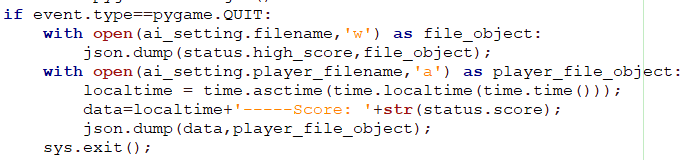 if event.type==pygame.QUIT:
    with open(ai_setting.filename,'w') as file_object:
        json.dump(status.high_score,file_object);
    with open(ai_setting.player_filename,'a') as player_file_object:
        localtime = time.asctime(time.localtime(time.time()));
        data=localtime+'-----Score: '+str(status.score);
        json.dump(data,player_file_object);
    sys.exit();